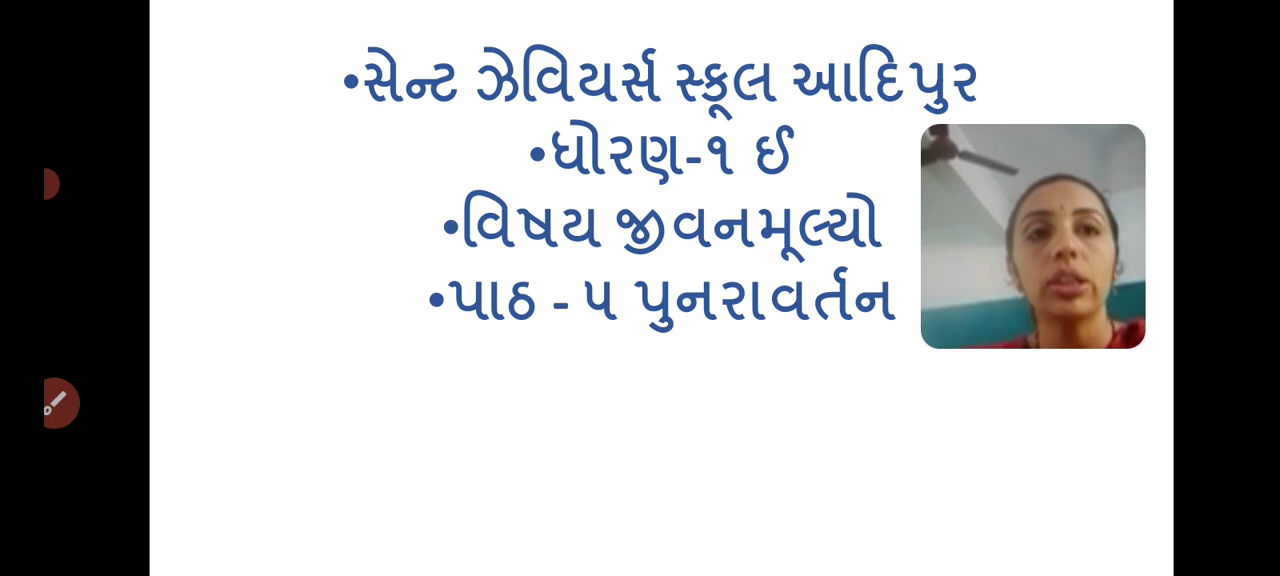 •સેન્ટ ઝેવિયર્સ સ્કૂલ આદિપુર
•ધોરણ-૧ ઈ
•વિષય જીવનમૂલ્યો
•પાઠ - ૫ પુનરાવર્તન